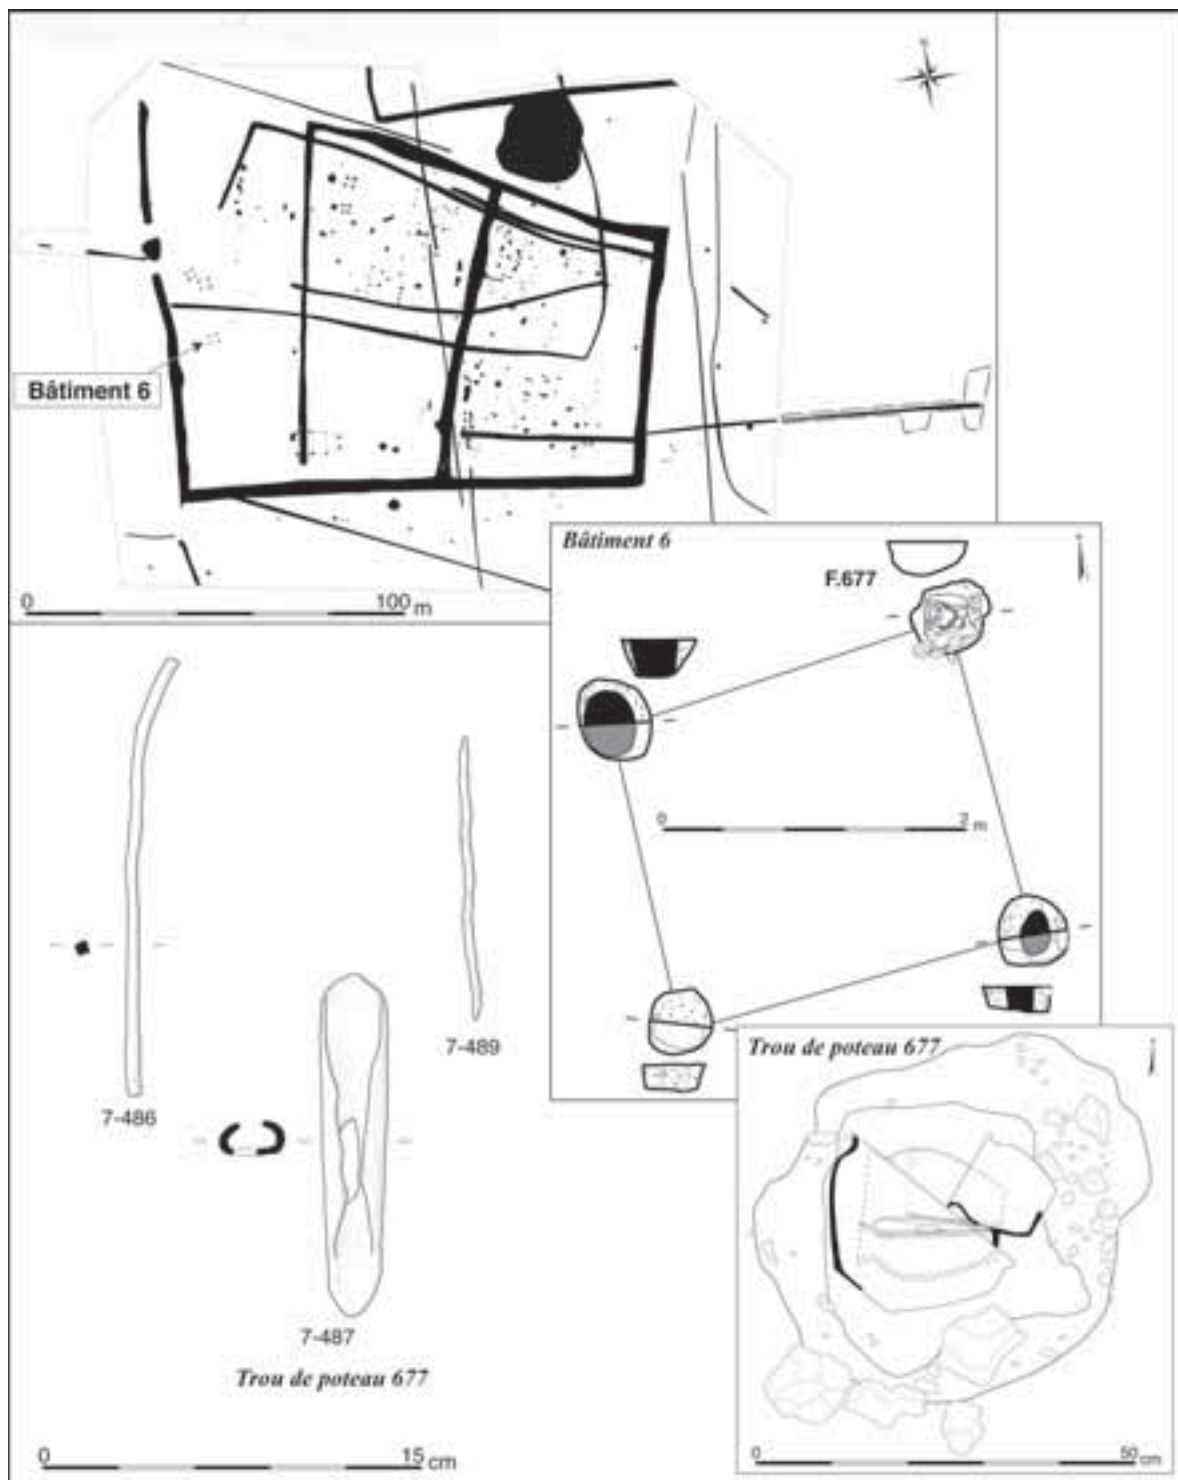 Bâtiment 6
0 100 m
Bâtiment 6
F.677
0 2 m
7-486
7-489
7-487
Trou de poteau 677
0 15 cm
Trou de poteau 677
0 50 cm